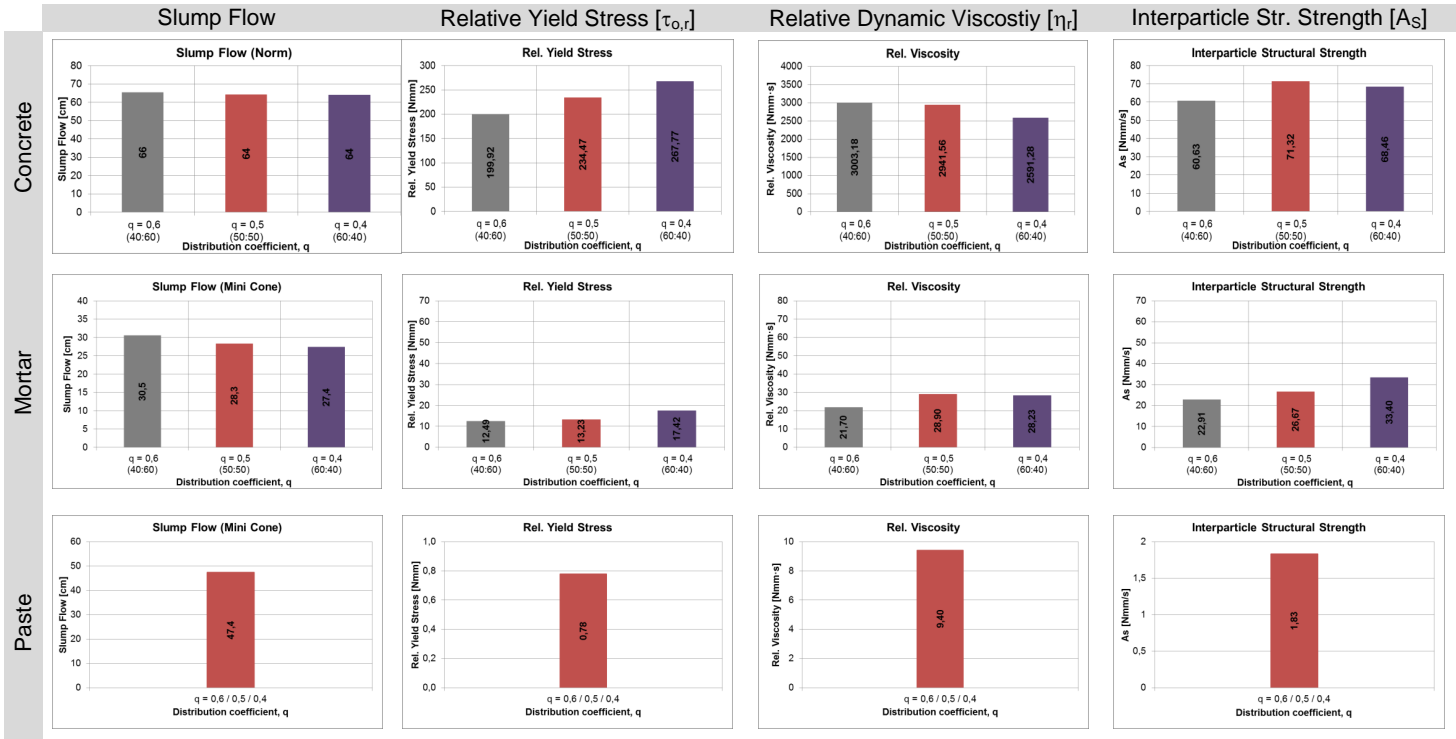 Slump Flow
Relative Yield Stress [τo,r]
Relative Dynamic Viscostiy [ηr]
Interparticle Str. Strength [AS]
Concrete
Slump Flow (Norm)
Slump Flow [cm]
80
70
60
50
40
30
20
10
0
66
64
64
q = 0,6
(40:60)
q = 0,5
(50:50)
q = 0,4
(60:40)
Distribution coefficient, q
Rel. Yield Stress
Rel. Yield Stress [Nmm]
300
250
200
150
100
50
0
199,92
234,47
267,77
q = 0,6
(40:60)
q = 0,5
(50:50)
q = 0,4
(60:40)
Distribution coefficient, q
Rel. Viscosity
Rel. Viscosity [Nmm·s]
4000
3500
3000
2500
2000
1500
1000
500
0
3003,18
2941,56
2591,28
q = 0,6
(40:60)
q = 0,5
(50:50)
q = 0,4
(60:40)
Distribution coefficient, q
Interparticle Structural Strength
As [Nmm/s]
80
70
60
50
40
30
20
10
0
60,63
71,32
68,46
q = 0,6
(40:60)
q = 0,5
(50:50)
q = 0,4
(60:40)
Distribution coefficient, q
Mortar
Slump Flow (Mini Cone)
Slump Flow [cm]
40
35
30
25
20
15
10
5
0
30,5
28,3
27,4
q = 0,6
(40:60)
q = 0,5
(50:50)
q = 0,4
(60:40)
Distribution coefficient, q
Rel. Yield Stress
Rel. Yield Stress [Nmm]
70
60
50
40
30
20
10
0
12,49
13,23
17,42
q = 0,6
(40:60)
q = 0,5
(50:50)
q = 0,4
(60:40)
Distribution coefficient, q
Rel. Viscosity
Rel. Viscosity [Nmm·s]
80
70
60
50
40
30
20
10
0
21,70
28,90
28,23
q = 0,6
(40:60)
q = 0,5
(50:50)
q = 0,4
(60:40)
Distribution coefficient, q
Interparticle Structural Strength
As [Nmm/s]
70
60
50
40
30
20
10
0
22,91
26,67
33,40
q = 0,6
(40:60)
q = 0,5
(50:50)
q = 0,4
(60:40)
Distribution coefficient, q
Paste
Slump Flow (Mini Cone)
Slump Flow [cm]
60
50
40
30
20
10
0
47,4
q = 0,6 / 0,5 / 0,4
Distribution coefficient, q
Rel. Yield Stress
Rel. Yield Stress [Nmm]
1,0
0,8
0,6
0,4
0,2
0,0
0,78
q = 0,6 / 0,5 / 0,4
Distribution coefficient, q
Rel. Viscosity
Rel. Viscosity [Nmm·s]
10
8
6
4
2
0
9,40
q = 0,6 / 0,5 / 0,4
Distribution coefficient, q
Interparticle Structural Strength
As [Nmm/s]
2
1,5
1
0,5
0
1,83
q = 0,6 / 0,5 / 0,4
Distribution coefficient, q